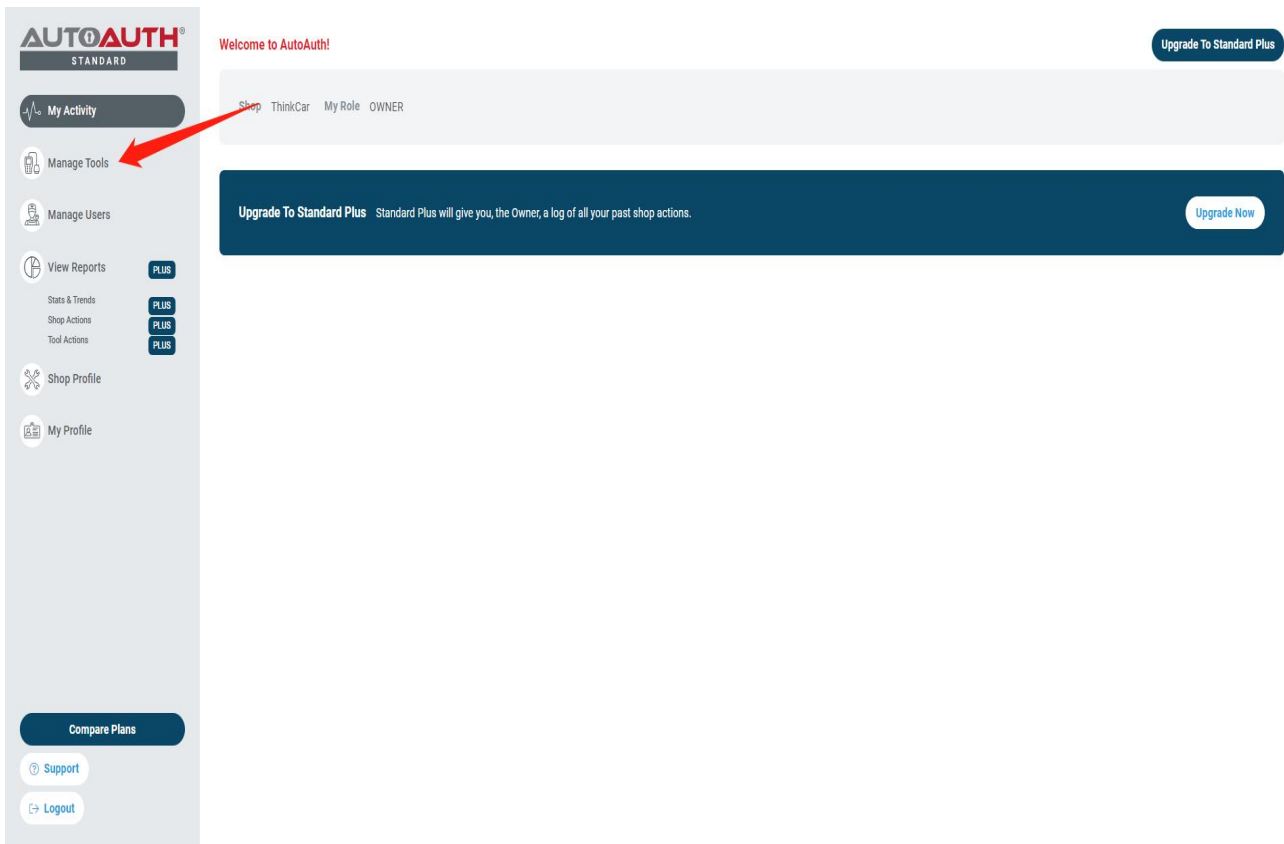 AUTOAUTH®
STANDARD
My Activity
Manage Tools
Manage Users
View Reports PLUS
Stats & Trends PLUS
Shop Actions PLUS
Tool Actions PLUS
Shop Profile
My Profile
Compare Plans
Support
Logout
Welcome to AutoAuth!
Upgrade To Standard Plus
Shop ThinkCar My Role OWNER
Upgrade To Standard Plus Standard Plus will give you, the Owner, a log of all your past shop actions.
Upgrade Now